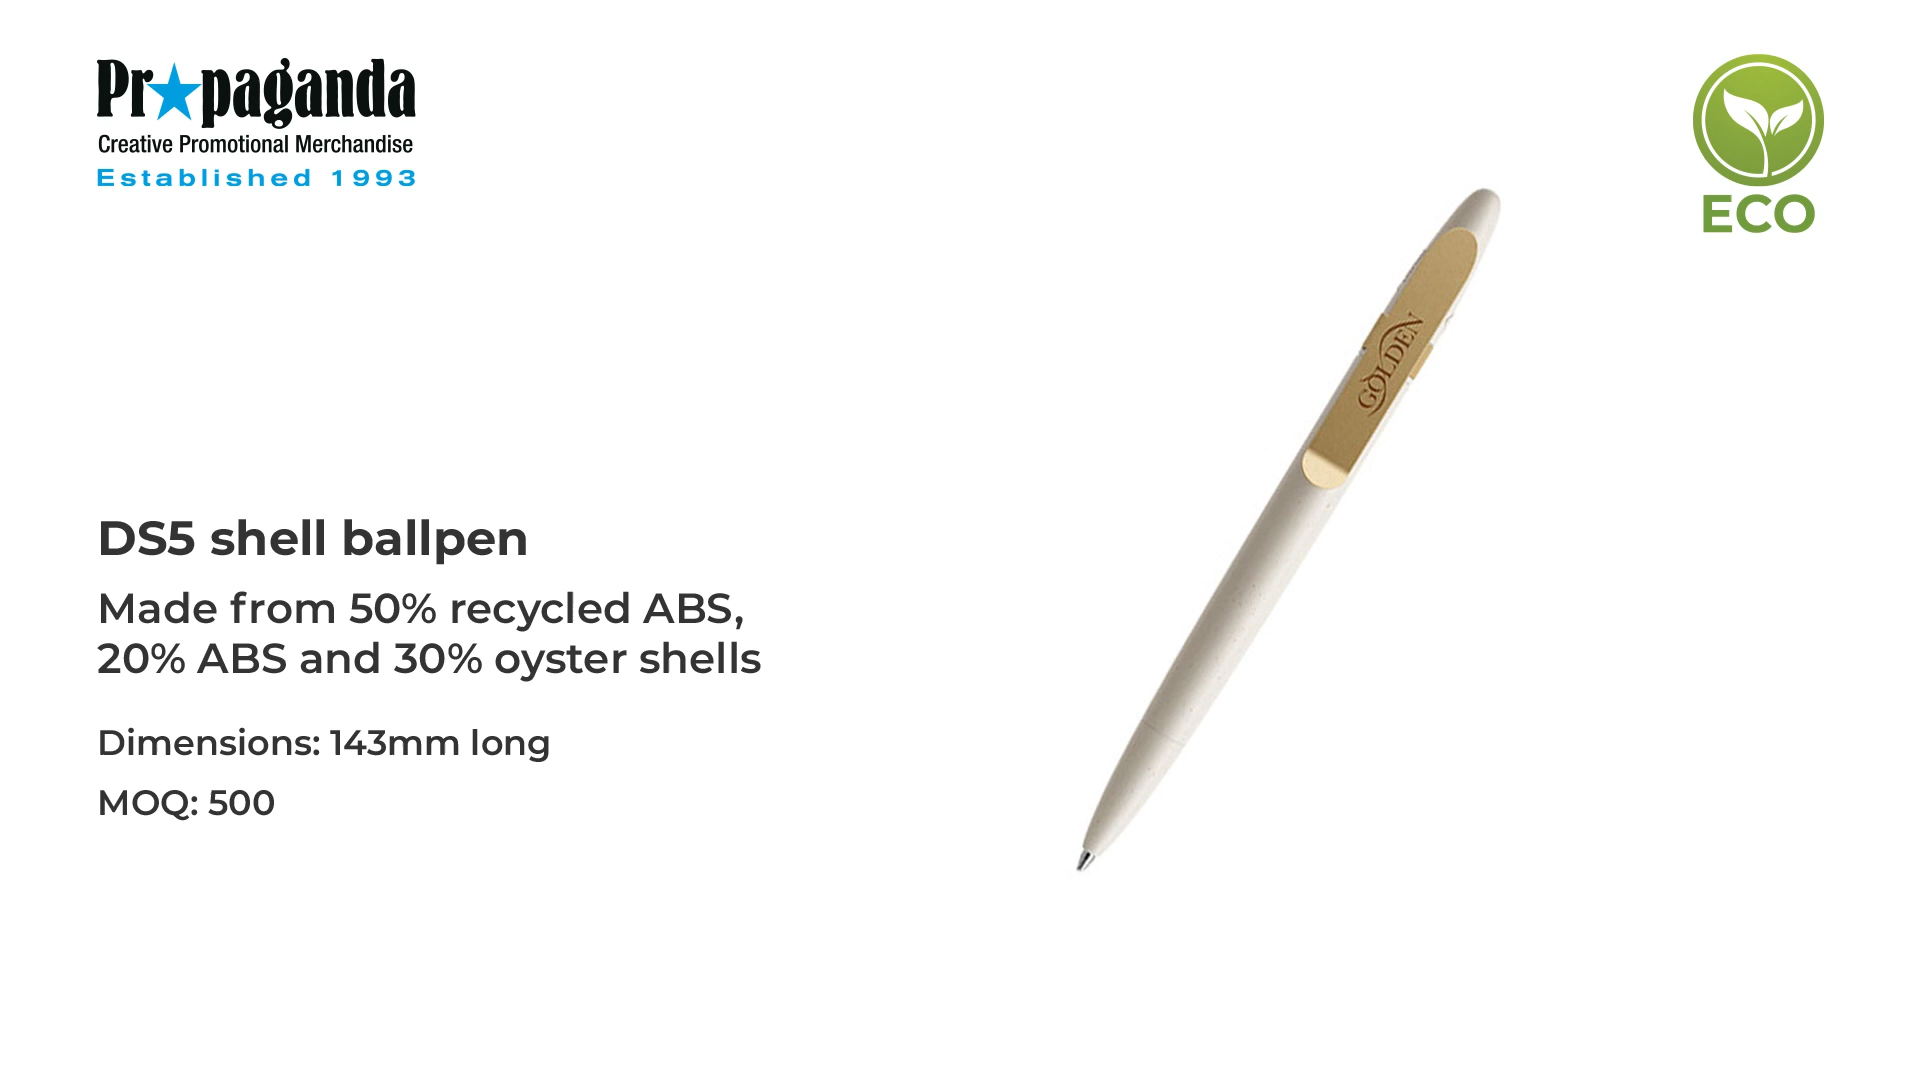 Pr★paganda
Creative Promotional Merchandise
Established 1993
ECO
GOLDEN
DS5 shell ballpen
Made from 50% recycled ABS,
20% ABS and 30% oyster shells
Dimensions: 143mm long
MOQ: 500